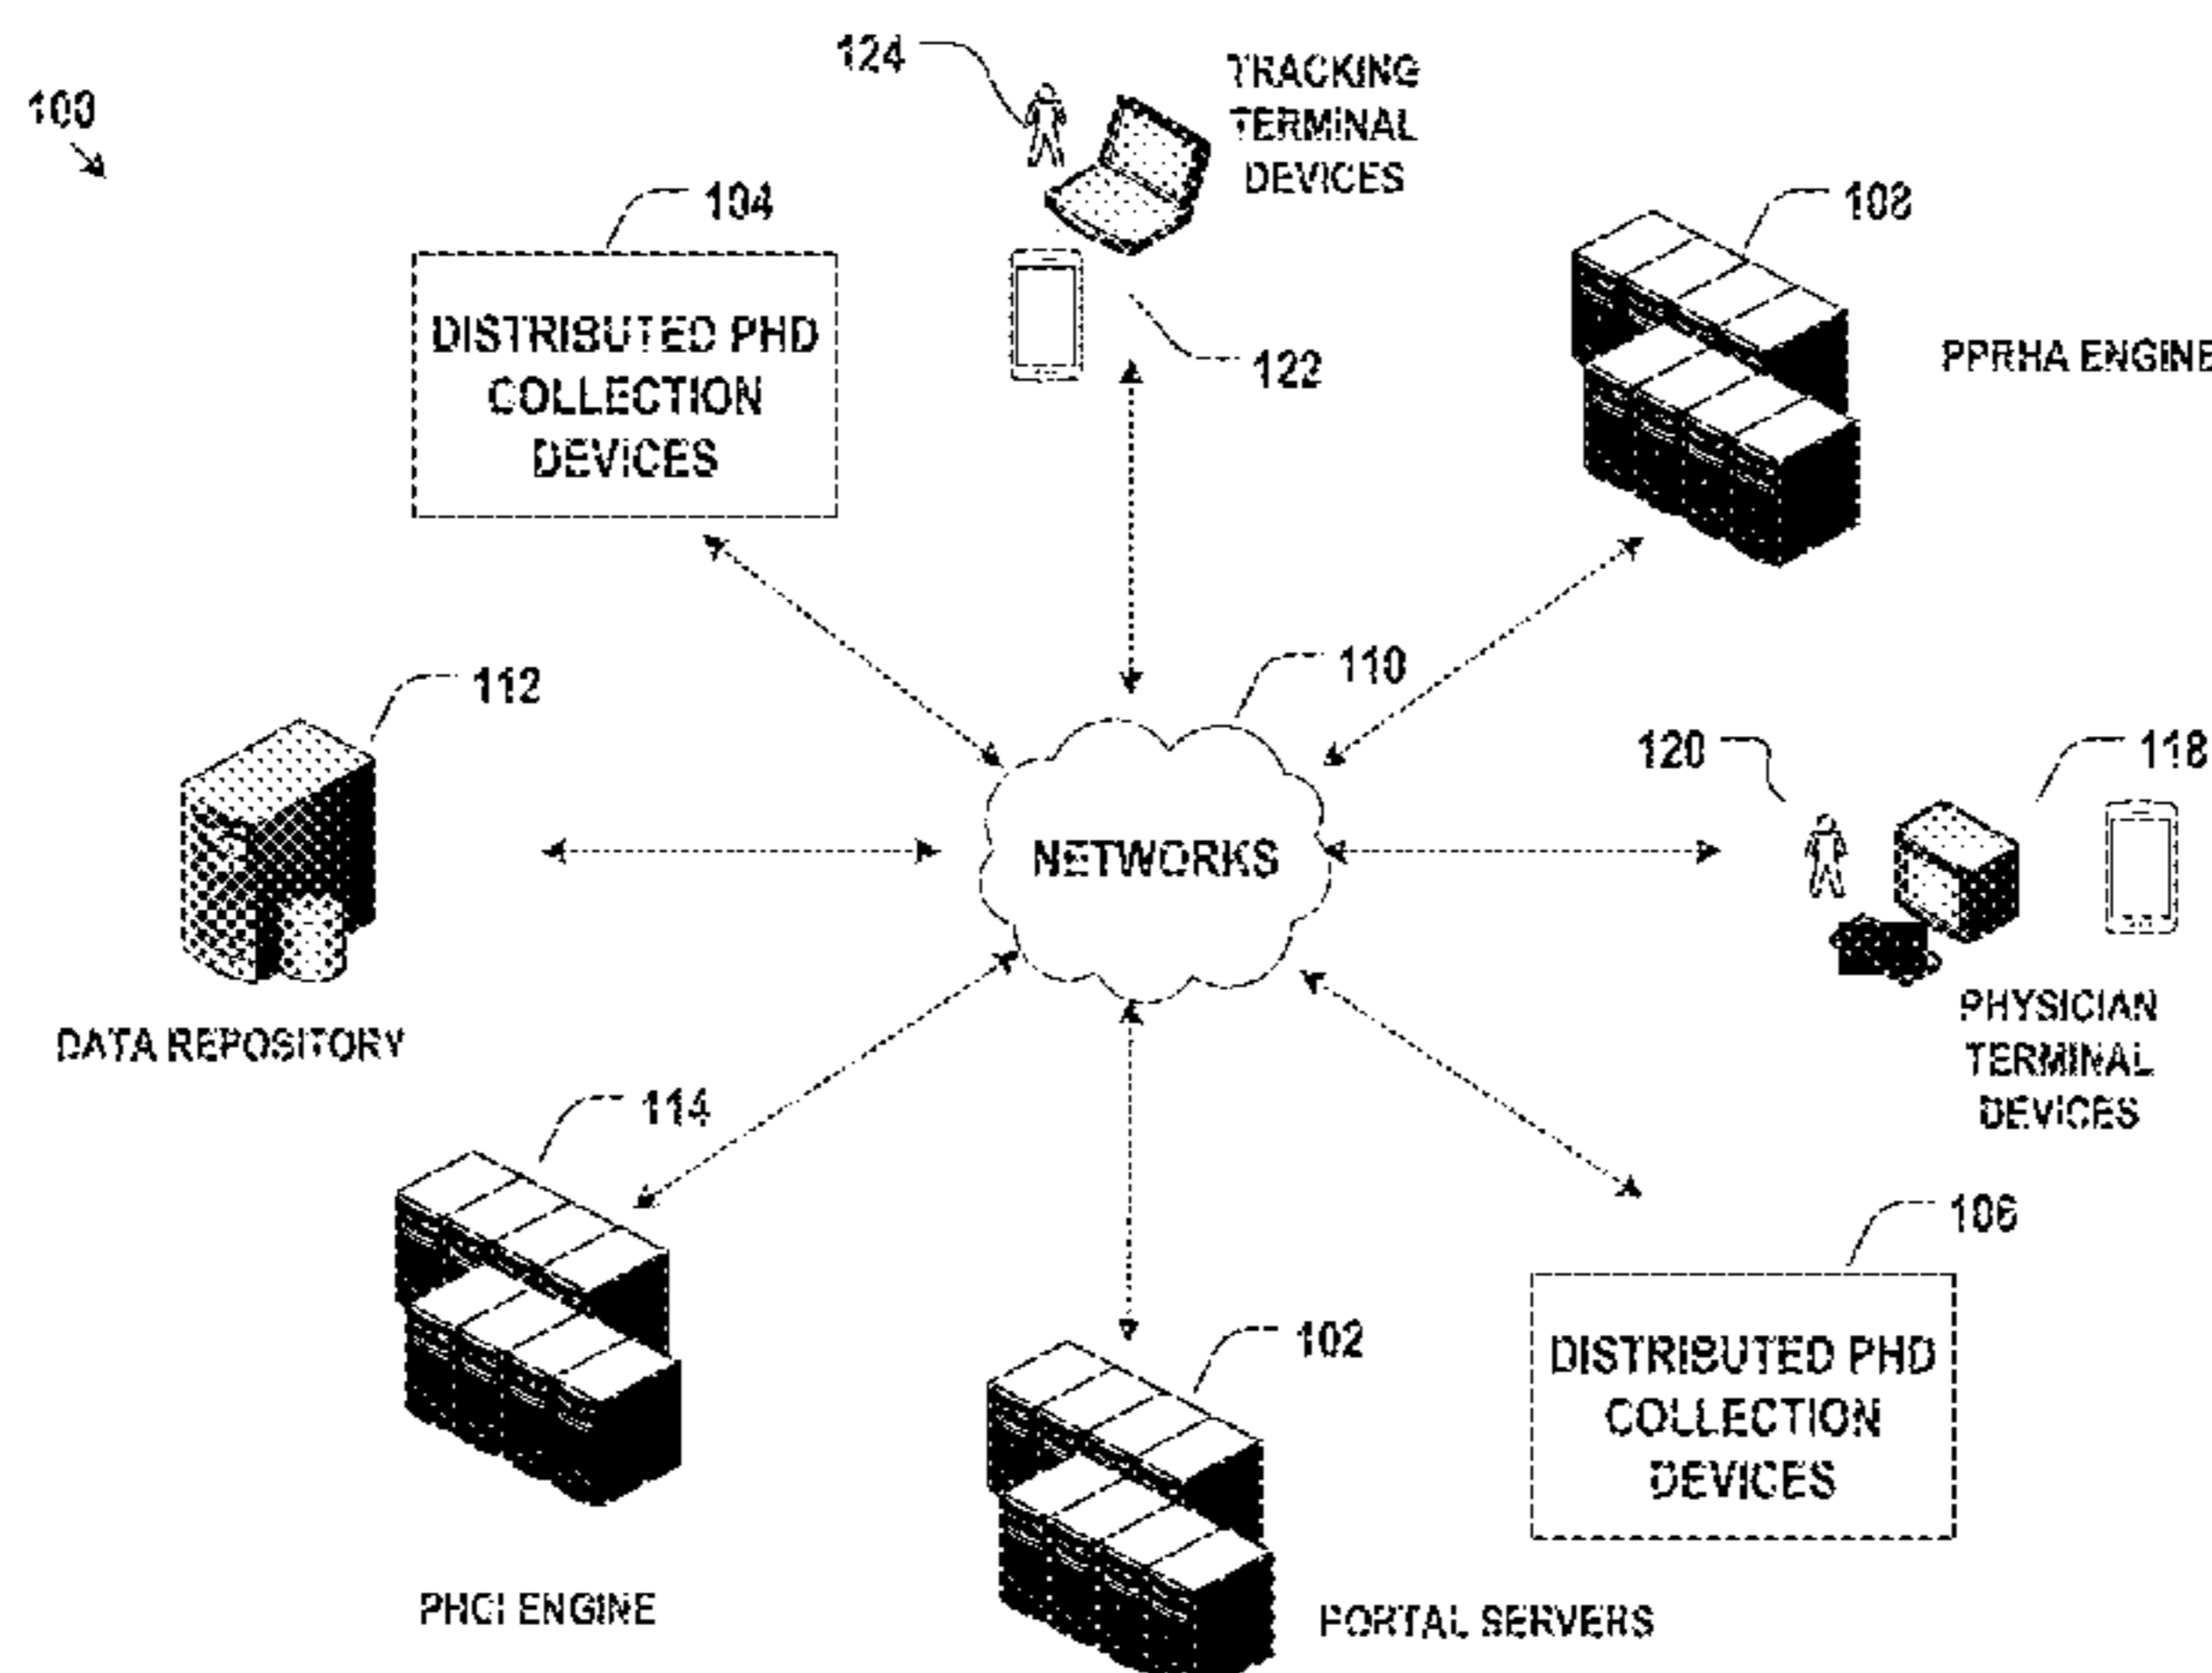 124
TRACKING
TERMINAL
DEVICES
100
104
108
DISTRIBUTED PHD
COLLECTION
DEVICES
122
PPRHA ENGINE
112
110
120
118
NETWORKS
PHYSICIAN
TERMINAL
DEVICES
DATA REPOSITORY
114
106
102
DISTRIBUTED PHD
COLLECTION
DEVICES
PHCI ENGINE
PORTAL SERVERS